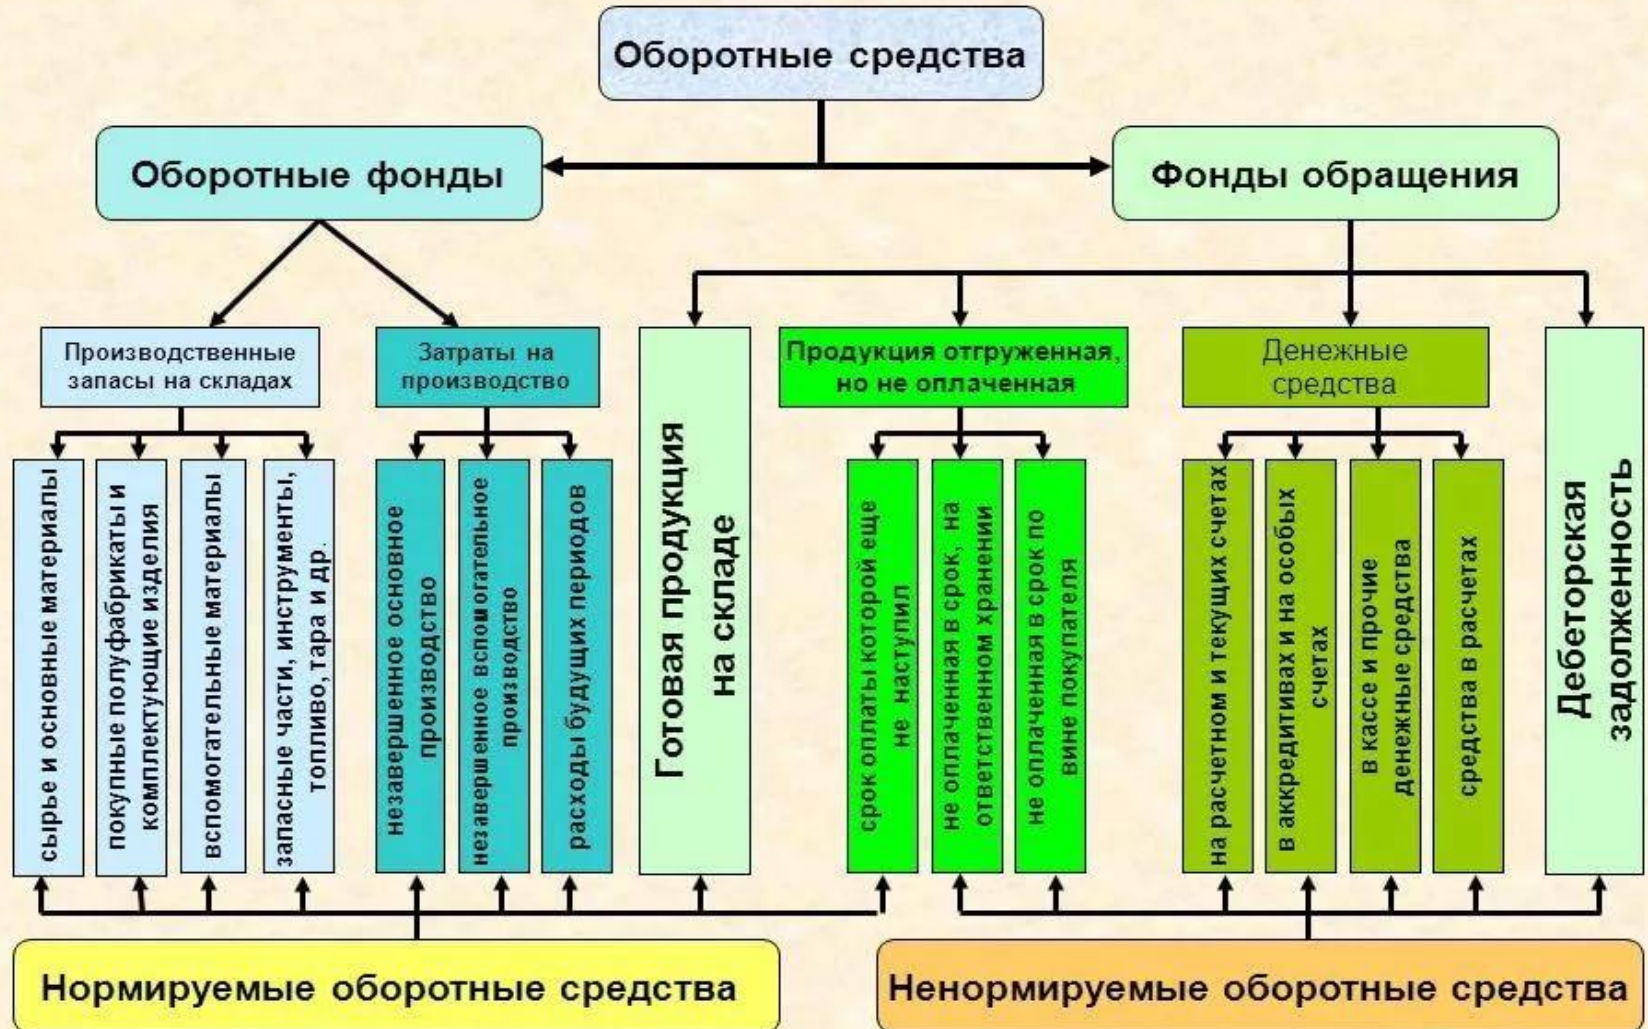 Оборотные средства
Оборотные фонды
Фонды обращения
Производственные
запасы на складах
Затраты на
производство
Продукция отгруженная,
но не оплаченная
Денежные
средства
сырье и основные материалы
покупные полуфабрикаты и
комплектующие изделия
вспомогательные материалы
запасные части, инструменты,
топливо, тара и др.
незавершенное основное
производство
незавершенное вспомогательное
производство
расходы будущих периодов
Готовая продукция
на складе
срок оплаты которой еще
не наступил
не оплаченная в срок, на
ответственном хранении
не оплаченная в срок по
вине покупателя
на расчетном и текущих счетах
в аккредитивах и на особых
счетах
в кассе и прочие
денежные средства
средства в расчетах
Дебеторская
задолженность
Нормируемые оборотные средства
Ненормируемые оборотные средства